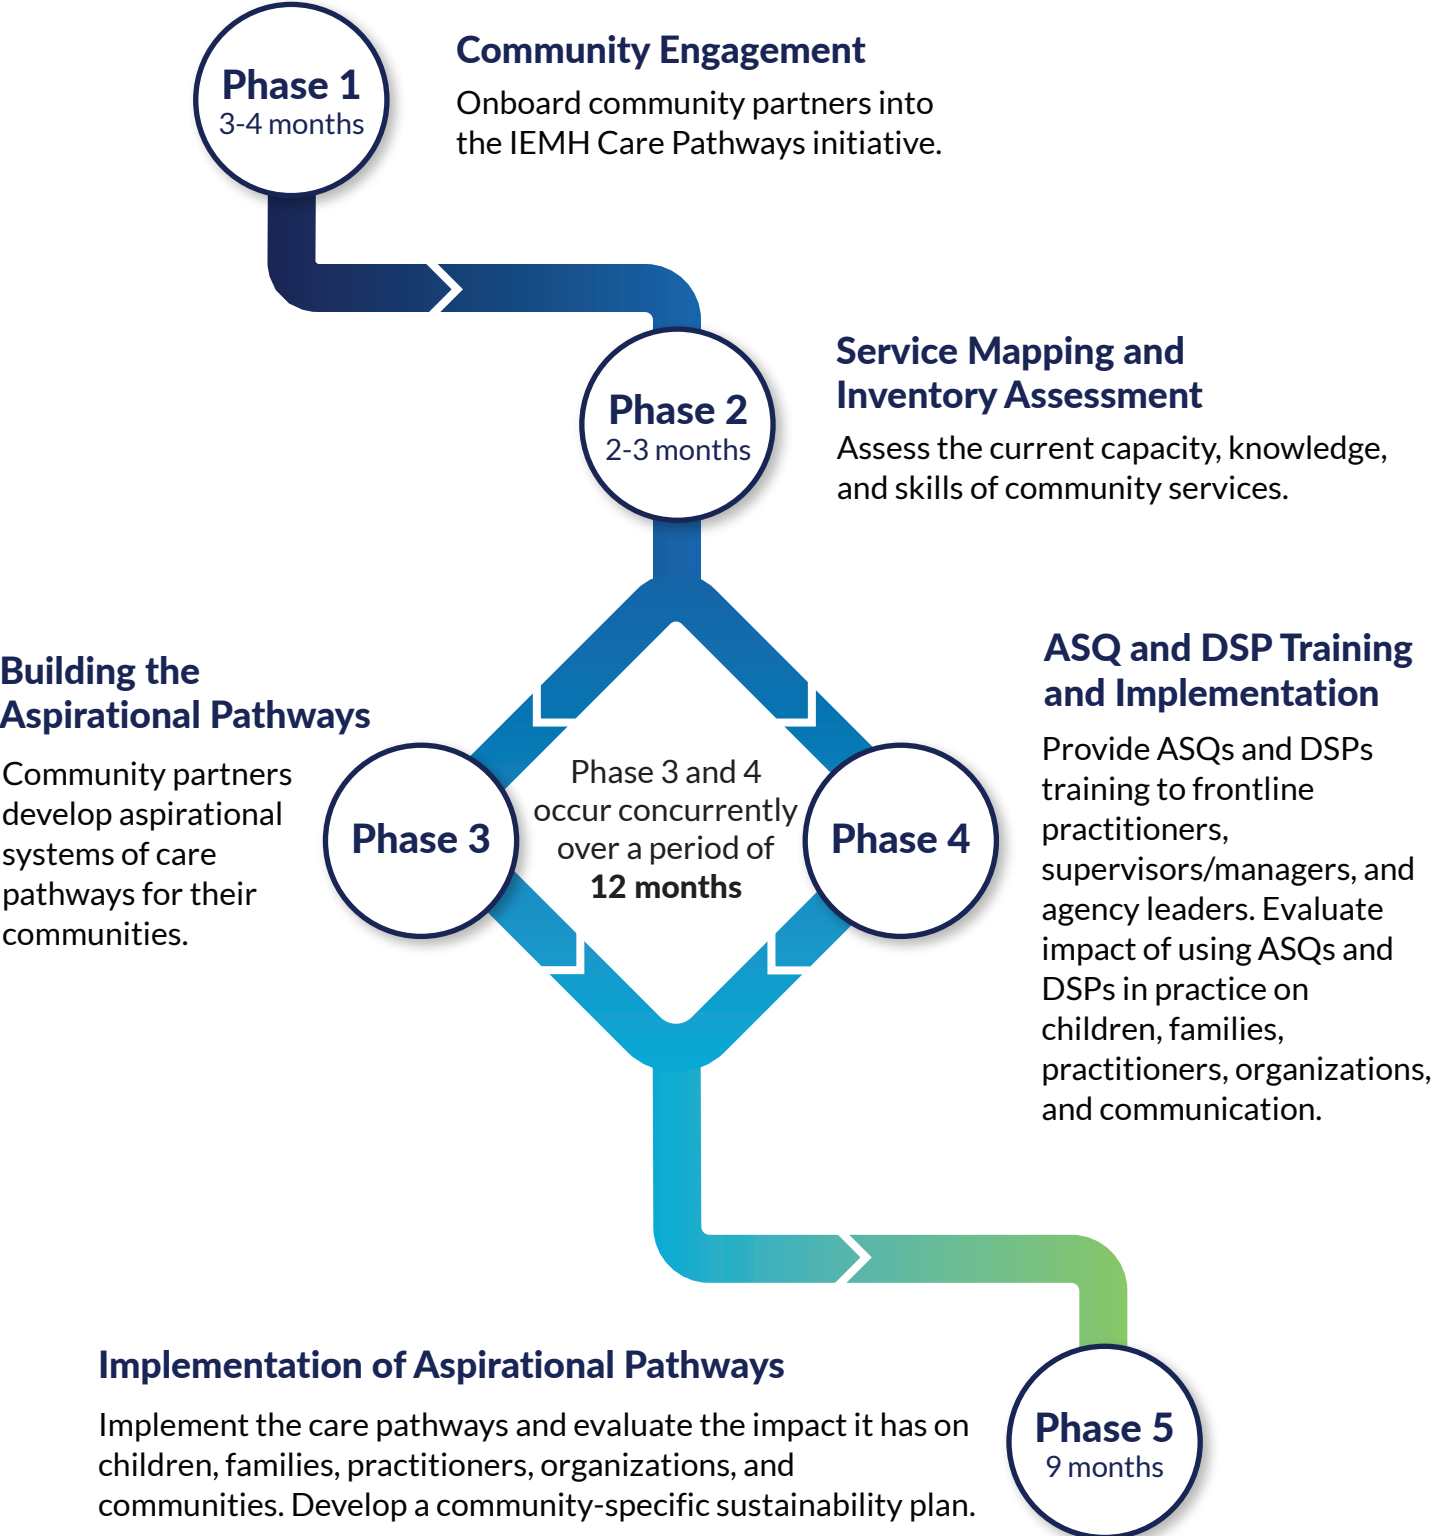 Phase 1
3-4 months
Community Engagement
Onboard community partners into
the IEMH Care Pathways initiative.
Phase 2
2-3 months
Service Mapping and
Inventory Assessment
Assess the current capacity, knowledge,
and skills of community services.
Building the
Aspirational Pathways
Community partners
develop aspirational
systems of care
pathways for their
communities.
Phase 3
Phase 3 and 4
occur concurrently
over a period of
12 months
Phase 4
ASQ and DSP Training
and Implementation
Provide ASQs and DSPs
training to frontline
practitioners,
supervisors/managers, and
agency leaders. Evaluate
impact of using ASQs and
DSPs in practice on
children, families,
practitioners, organizations,
and communication.
Implementation of Aspirational Pathways
Implement the care pathways and evaluate the impact it has on
children, families, practitioners, organizations, and
communities. Develop a community-specific sustainability plan.
Phase 5
9 months